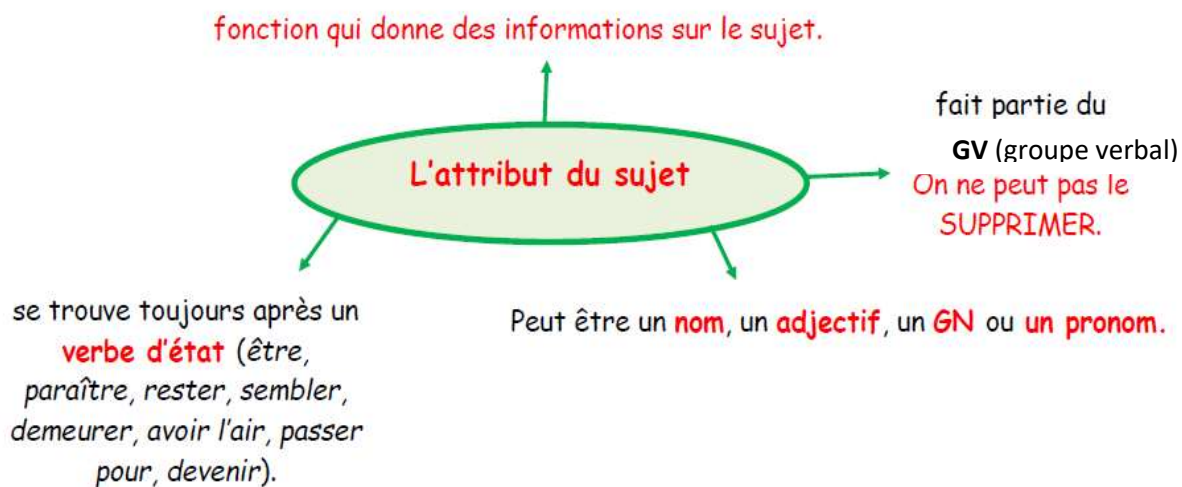 fonction qui donne des informations sur le sujet.
L'attribut du sujet
fait partie du
GV (groupe verbal)
On ne peut pas le
SUPPRIMER.
se trouve toujours après un
verbe d'état (être,
paraître, rester, sembler,
demeurer, avoir l'air, passer
pour, devenir).
Peut être un nom, un adjectif, un GN ou un pronom.